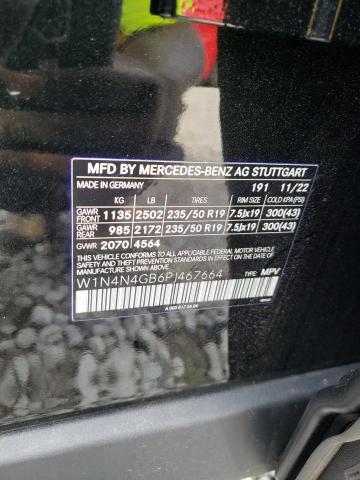 MFD BY MERCEDES-BENZ AG STUTTGART
MADE IN GERMANY 191 11/22
KG LB TIRES RIM SIZE COLD KPA (PSI)
GAWR FRONT 1135 2502 235/50 R19 7.5Jx19 300(43)
GAWR REAR 985 2172 235/50 R19 7.5Jx19 300(43)
GVWR 2070 4564
THIS VEHICLE CONFORMS TO ALL APPLICABLE U.S. FEDERAL MOTOR VEHICLE SAFETY AND THEFT PREVENTION STANDARDS IN EFFECT ON THE DATE OF MANUFACTURE SHOWN ABOVE.
W1N4N4GB6PJ467664 TYPE: MPV